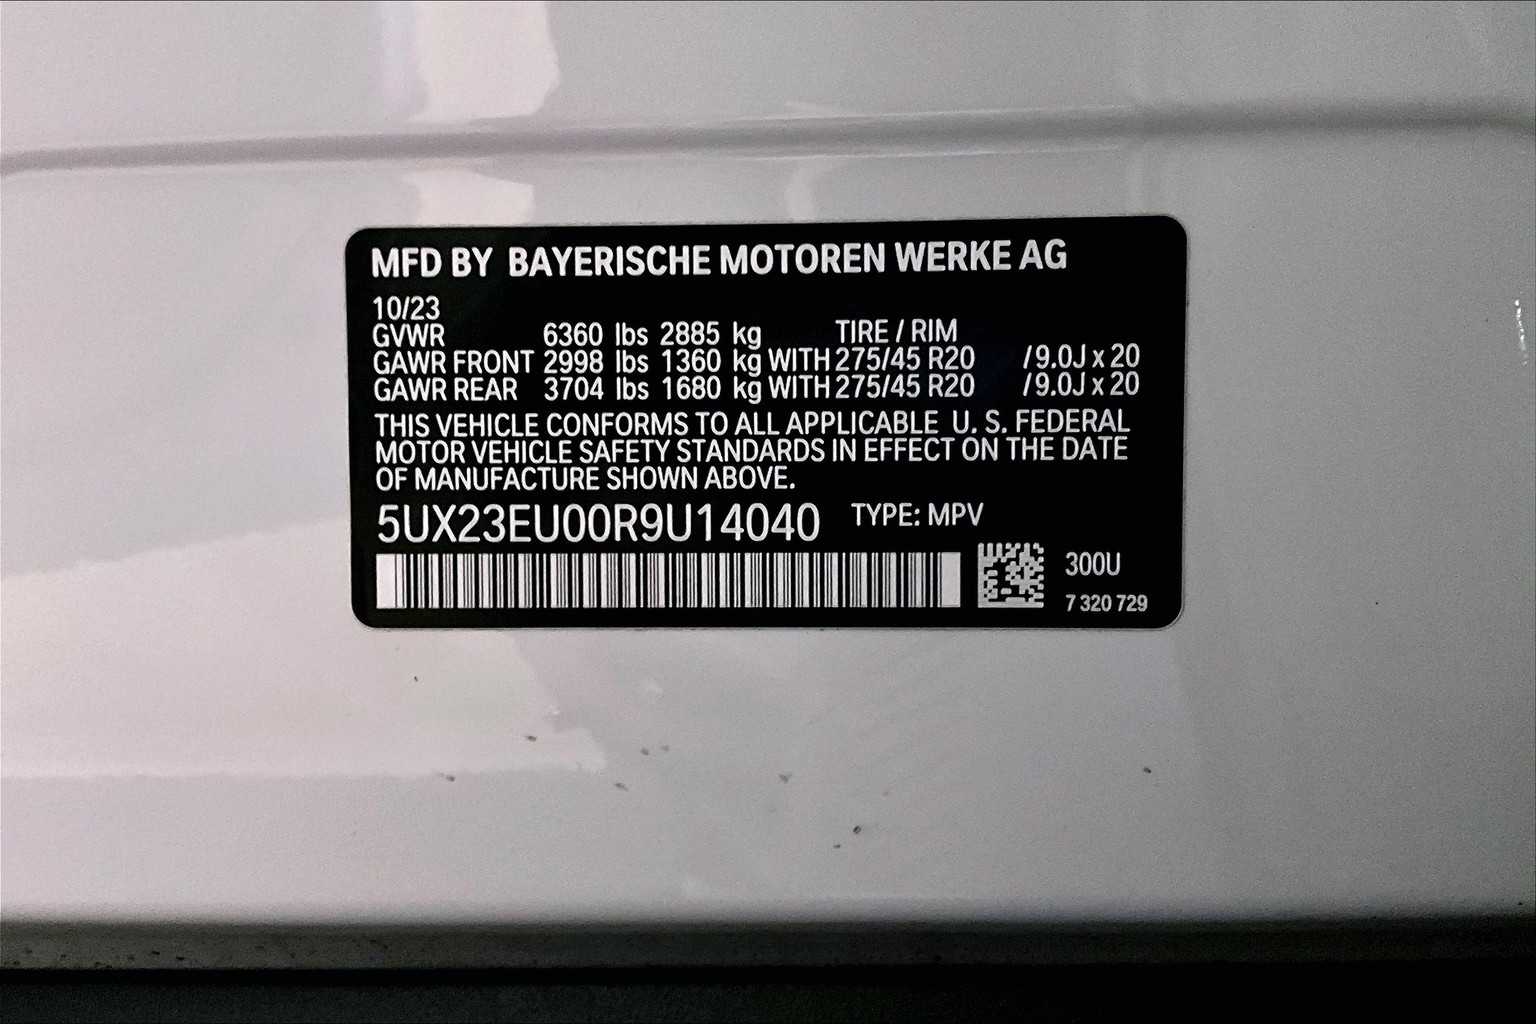 MFD BY BAYERISCHE MOTOREN WERKE AG
10/23
GVWR 6360 lbs 2885 kg TIRE / RIM
GAWR FRONT 2998 lbs 1360 kg WITH 275/45 R20 / 9.0J x 20
GAWR REAR 3704 lbs 1680 kg WITH 275/45 R20 / 9.0J x 20
THIS VEHICLE CONFORMS TO ALL APPLICABLE U. S. FEDERAL
MOTOR VEHICLE SAFETY STANDARDS IN EFFECT ON THE DATE
OF MANUFACTURE SHOWN ABOVE.
5UX23EU00R9U14040 TYPE: MPV
300U
7 320 729